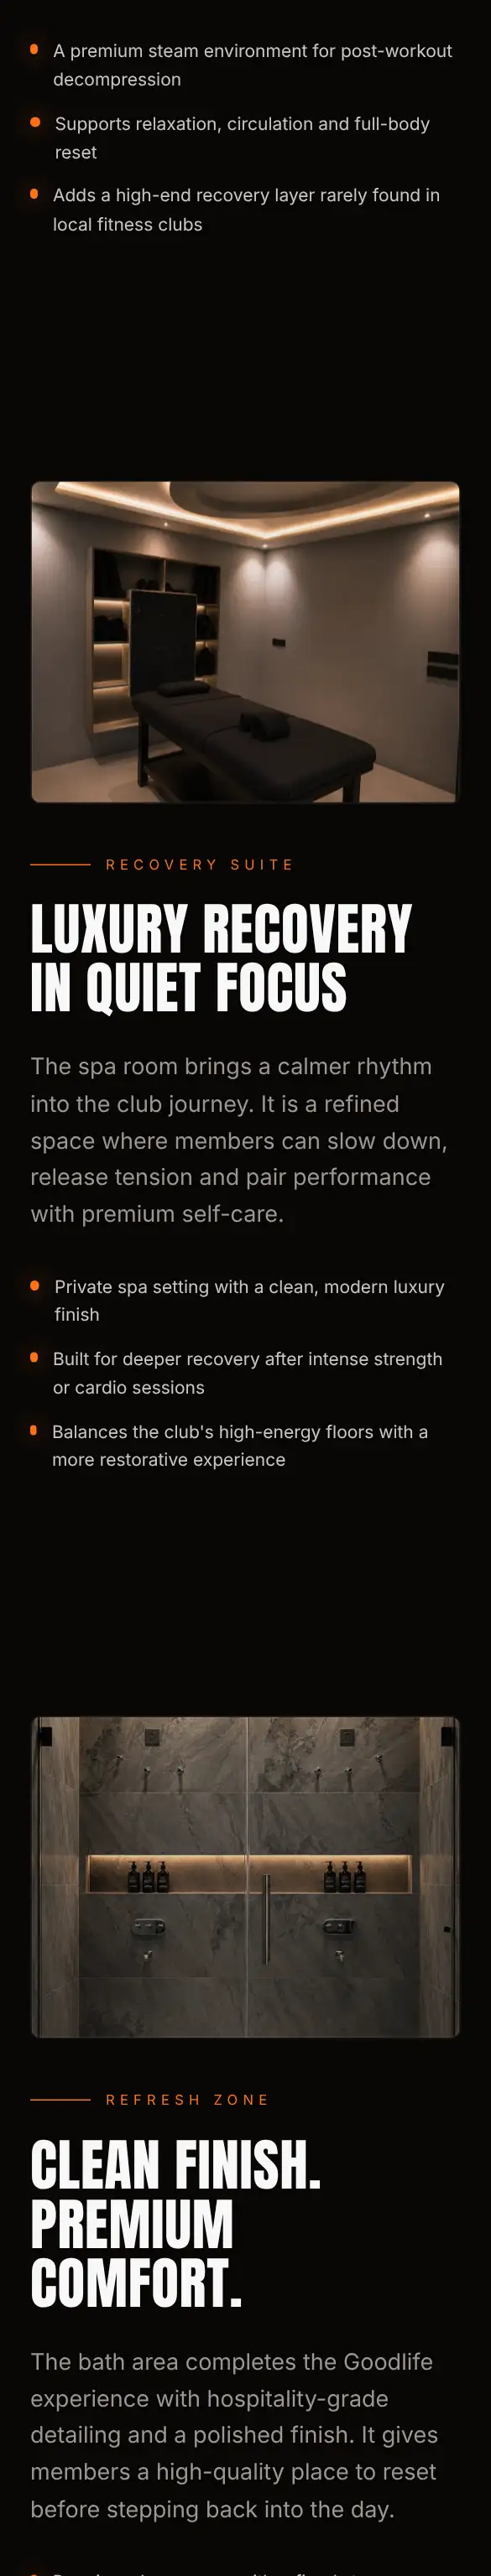 A premium steam environment for post-workout
decompression
Supports relaxation, circulation and full-body
reset
Adds a high-end recovery layer rarely found in
local fitness clubs
RECOVERY SUITE
LUXURY RECOVERY
IN QUIET FOCUS
The spa room brings a calmer rhythm
into the club journey. It is a refined
space where members can slow down,
release tension and pair performance
with premium self-care.
Private spa setting with a clean, modern luxury
finish
Built for deeper recovery after intense strength
or cardio sessions
Balances the club's high-energy floors with a
more restorative experience
REFRESH ZONE
CLEAN FINISH.
PREMIUM
COMFORT.
The bath area completes the Goodlife
experience with hospitality-grade
detailing and a polished finish. It gives
members a high-quality place to reset
before stepping back into the day.